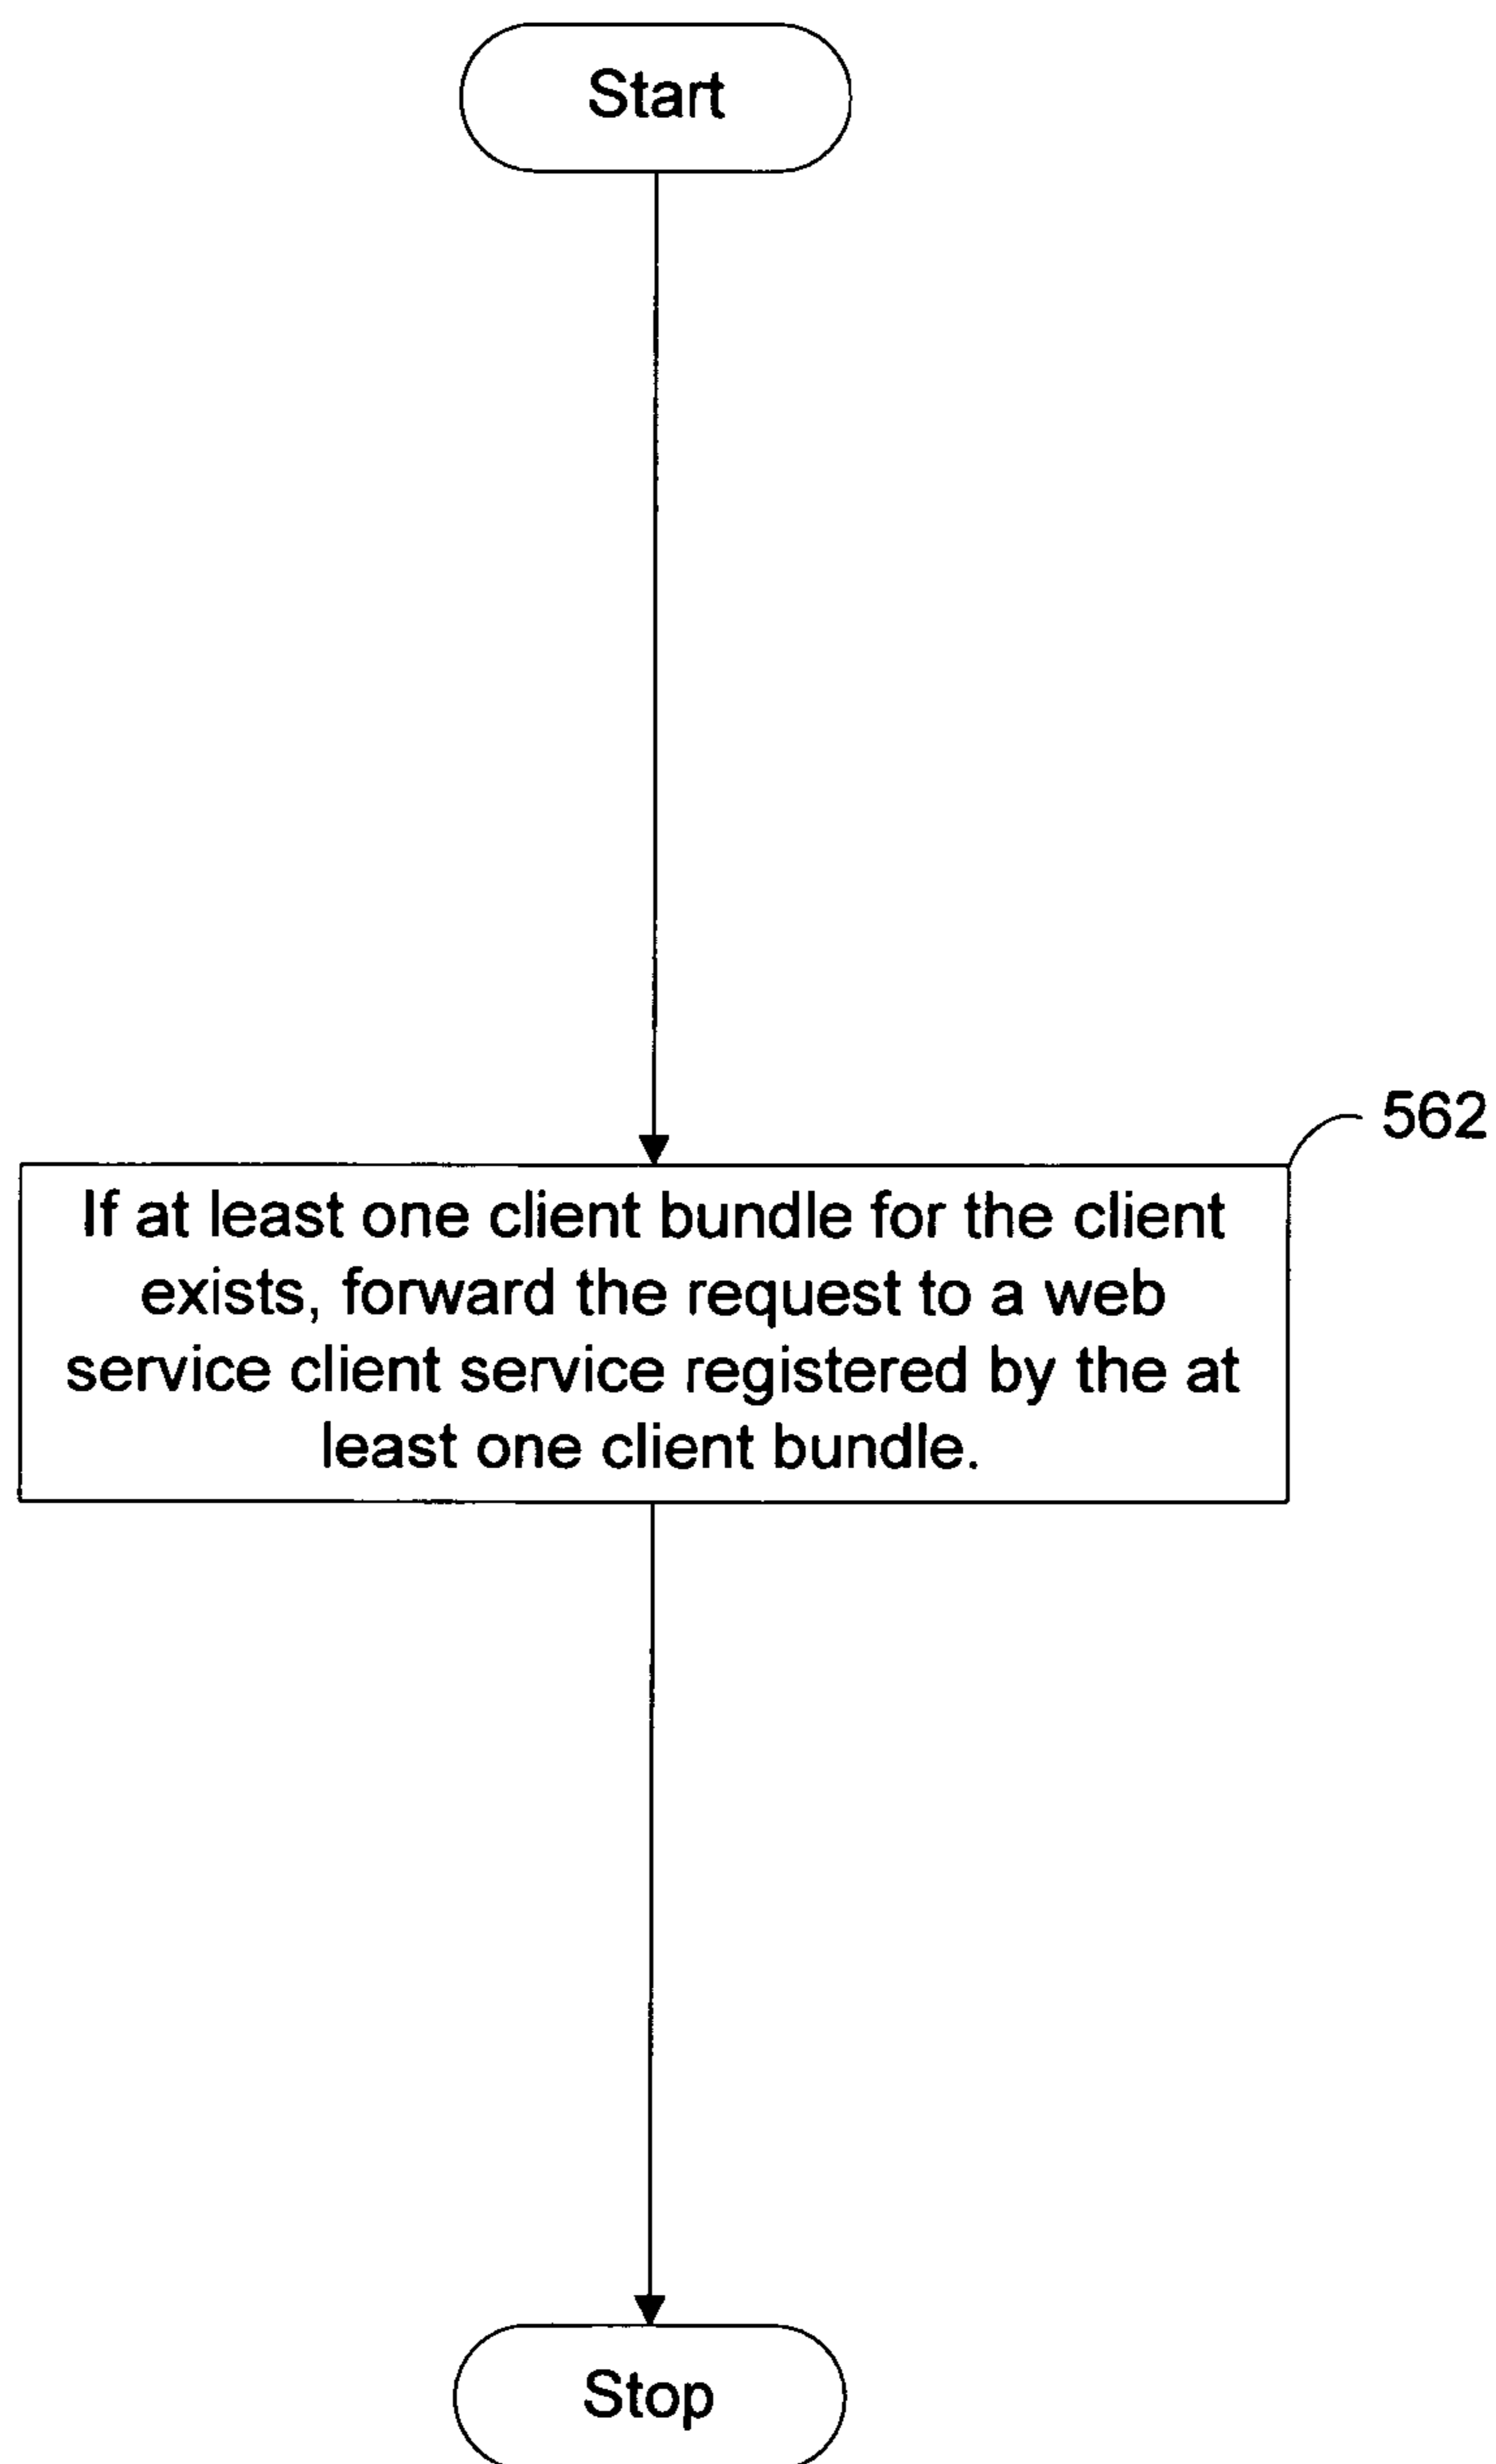 Start
562
If at least one client bundle for the client
exists, forward the request to a web
service client service registered by the at
least one client bundle.
Stop